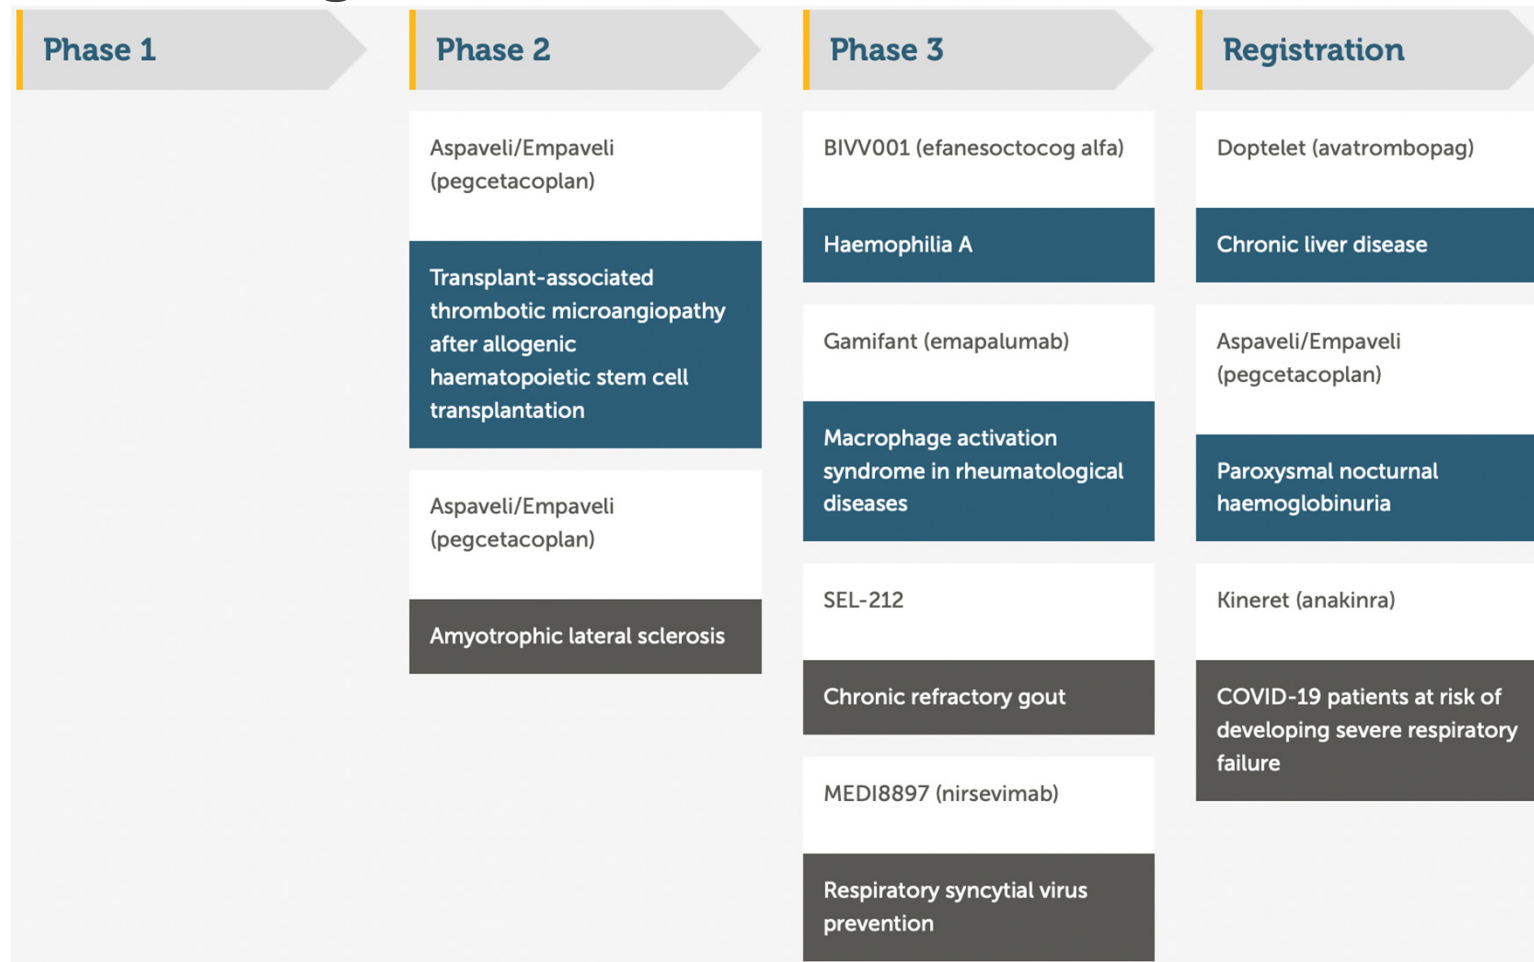 Phase 1
Phase 2
Aspaveli/Empaveli
(pegcetacoplan)
Transplant-associated
thrombotic microangiopathy
after allogenic
haematopoietic stem cell
transplantation
Aspaveli/Empaveli
(pegcetacoplan)
Amyotrophic lateral sclerosis
Phase 3
BIVV001 (efanesoctocog alfa)
Haemophilia A
Gamifant (emapalumab)
Macrophage activation
syndrome in rheumatological
diseases
SEL-212
Chronic refractory gout
MEDI8897 (nirsevimab)
Respiratory syncytial virus
prevention
Registration
Doptelet (avatrombopag)
Chronic liver disease
Aspaveli/Empaveli
(pegcetacoplan)
Paroxysmal nocturnal
haemoglobinuria
Kineret (anakinra)
COVID-19 patients at risk of
developing severe respiratory
failure